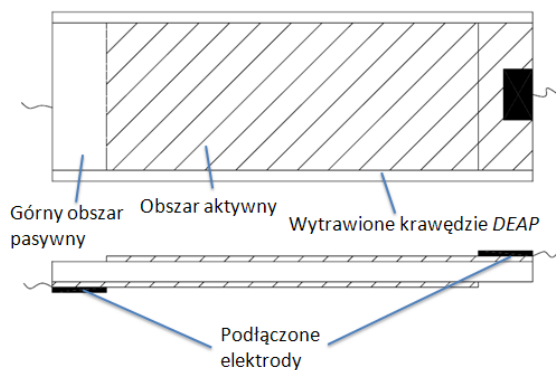 Górny obszar
pasywny
Obszar aktywny
Wytrawione krawędzie DEAP
Podłączone
elektrody